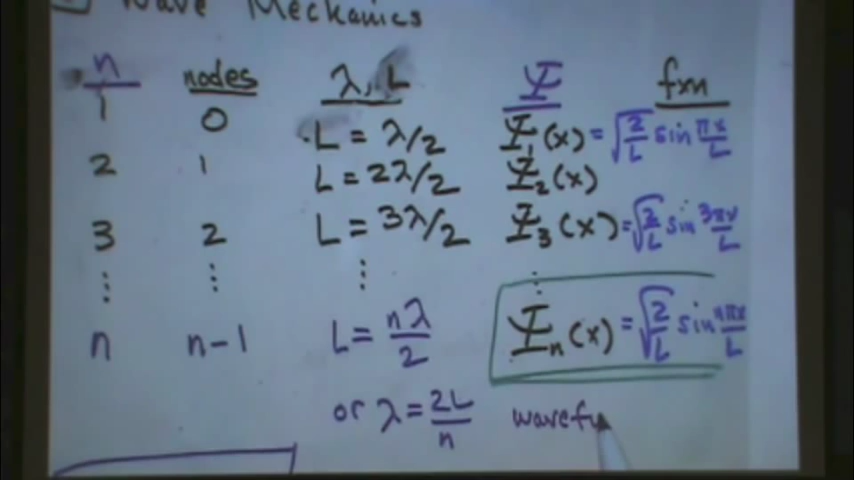 Wave Mechanics
n nodes λ, L Ψ fxn
1 0 L = λ/2 Ψ₁(x) = √(2/L) sin πx/L
2 1 L = 2λ/2 Ψ₂(x)
3 2 L = 3λ/2 Ψ₃(x) = √(2/L) sin 3πx/L
⋮ ⋮ ⋮ ⋮
n n-1 L = nλ/2 Ψₙ(x) = √(2/L) sin nπx/L
or λ = 2L/n wavefu